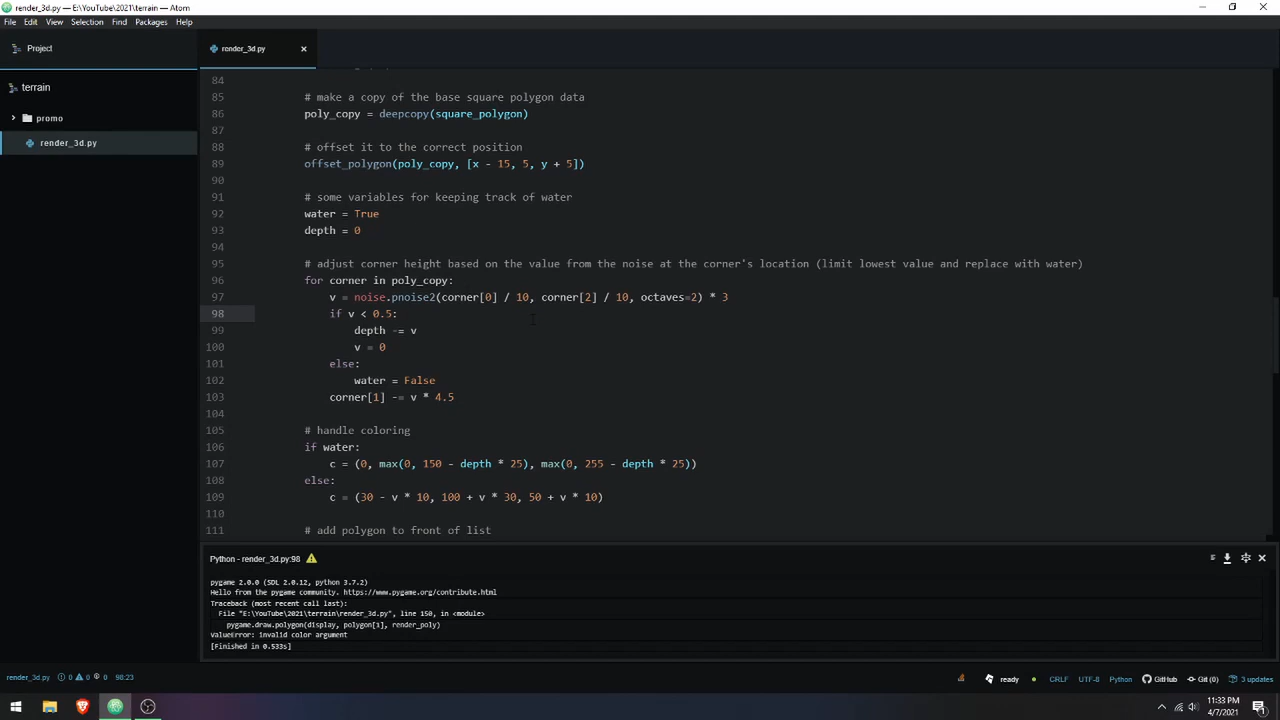 render_3d.py — E:\YouTube\2021\terrain — Atom
File Edit View Selection Find Packages Help
Project
render_3d.py
terrain
promo
render_3d.py
84
85 # make a copy of the base square polygon data
86 poly_copy = deepcopy(square_polygon)
87
88 # offset it to the correct position
89 offset_polygon(poly_copy, [x - 15, 5, y + 5])
90
91 # some variables for keeping track of water
92 water = True
93 depth = 0
94
95 # adjust corner height based on the value from the noise at the corner's location (limit lowest value and replace with water)
96 for corner in poly_copy:
97 v = noise.pnoise2(corner[0] / 10, corner[2] / 10, octaves=2) * 3
98 if v < 0.5:
99 depth -= v
100 v = 0
101 else:
102 water = False
103 corner[1] -= v * 4.5
104
105 # handle coloring
106 if water:
107 c = (0, max(0, 150 - depth * 25), max(0, 255 - depth * 25))
108 else:
109 c = (30 - v * 10, 100 + v * 30, 50 + v * 10)
110
111 # add polygon to front of list
Python - render_3d.py:98
pygame 2.0.0 (SDL 2.0.12, python 3.7.2)
Hello from the pygame community. https://www.pygame.org/contribute.html
Traceback (most recent call last):
File "E:\YouTube\2021\terrain\render_3d.py", line 150, in <module>
pygame.draw.polygon(display, polygon[1], render_poly)
ValueError: invalid color argument
[Finished in 0.533s]
render_3d.py 0 0 0 98:23 ready CRLF UTF-8 Python GitHub Git (0) 3 updates
11:33 PM
4/7/2021